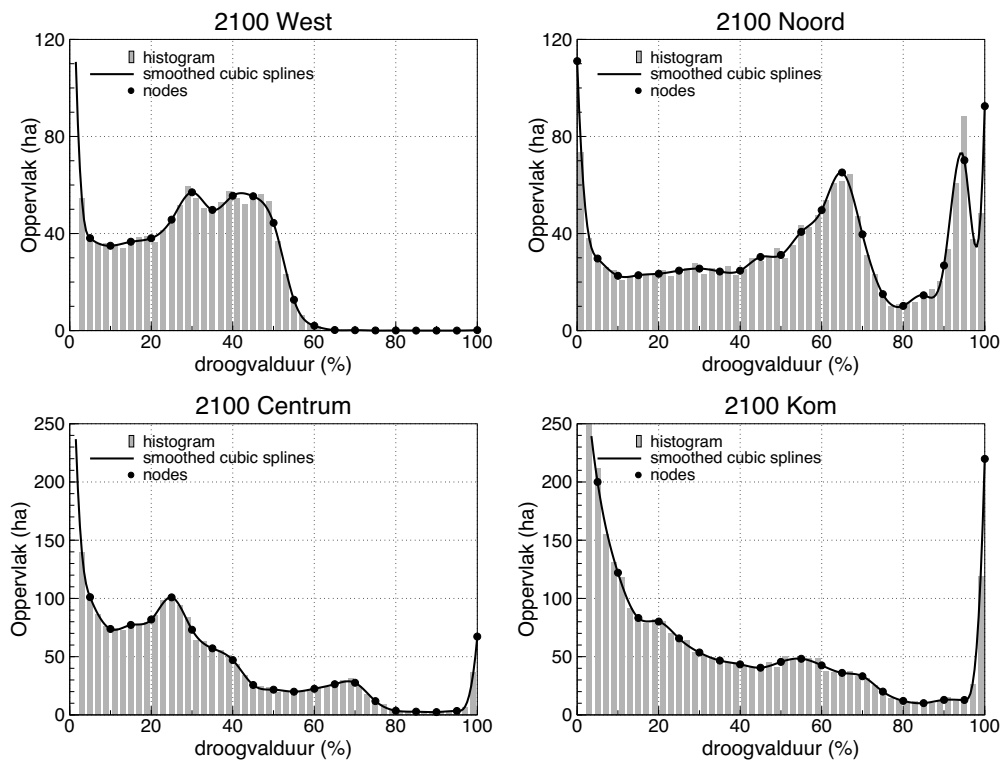 2100 West
120
80
40
0
Oppervlak (ha)
histogram
smoothed cubic splines
nodes
0 20 40 60 80 100
droogvalduur (%)
2100 Noord
120
80
40
0
Oppervlak (ha)
histogram
smoothed cubic splines
nodes
0 20 40 60 80 100
droogvalduur (%)
2100 Centrum
250
200
150
100
50
0
Oppervlak (ha)
histogram
smoothed cubic splines
nodes
0 20 40 60 80 100
droogvalduur (%)
2100 Kom
250
200
150
100
50
0
Oppervlak (ha)
histogram
smoothed cubic splines
nodes
0 20 40 60 80 100
droogvalduur (%)